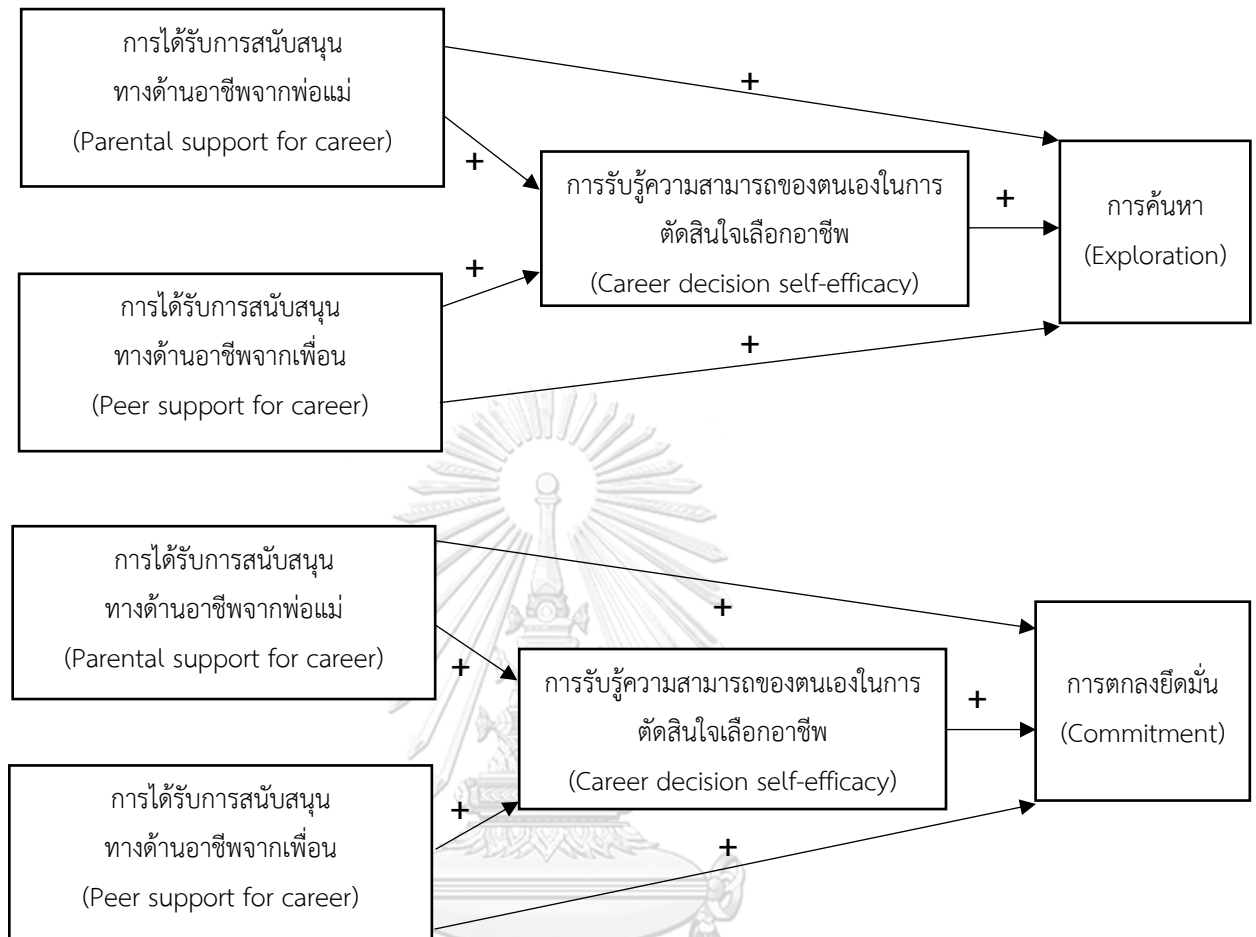 การได้รับการสนับสนุน
ทางด้านอาชีพจากพ่อแม่
(Parental support for career)
+
+
การรับรู้ความสามารถของตนเองในการ
ตัดสินใจเลือกอาชีพ
(Career decision self-efficacy)
+
การค้นหา
(Exploration)
+
การได้รับการสนับสนุน
ทางด้านอาชีพจากเพื่อน
(Peer support for career)
+
การได้รับการสนับสนุน
ทางด้านอาชีพจากพ่อแม่
(Parental support for career)
+
+
การรับรู้ความสามารถของตนเองในการ
ตัดสินใจเลือกอาชีพ
(Career decision self-efficacy)
+
การตกลงยึดมั่น
(Commitment)
+
การได้รับการสนับสนุน
ทางด้านอาชีพจากเพื่อน
(Peer support for career)
+